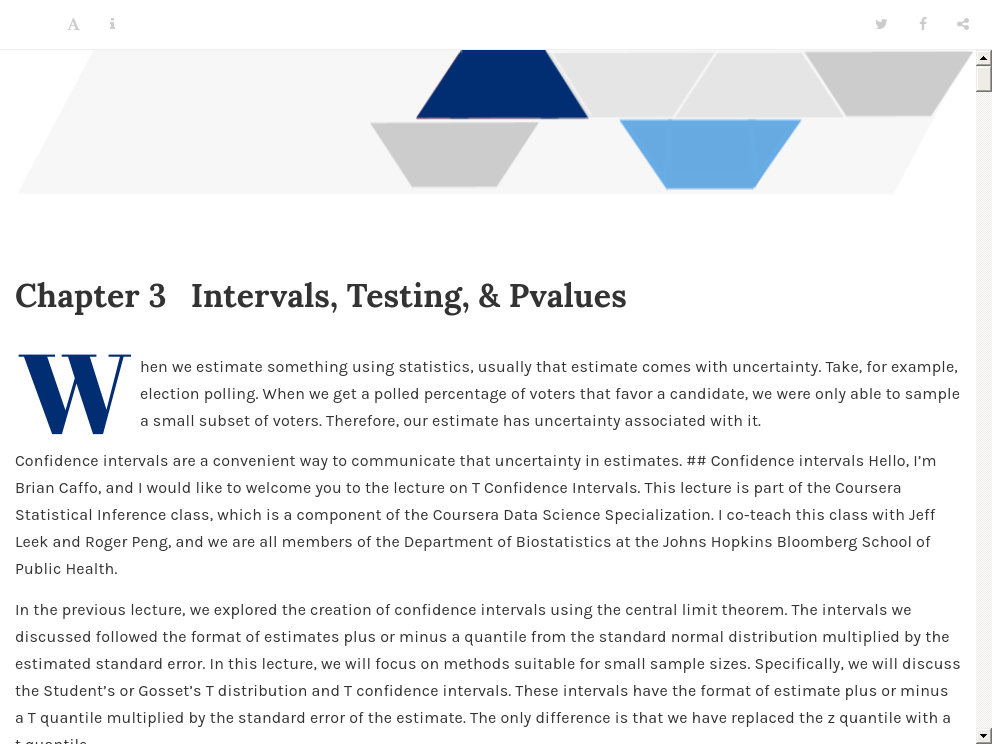 Chapter 3 Intervals, Testing, & Pvalues
When we estimate something using statistics, usually that estimate comes with uncertainty. Take, for example,
election polling. When we get a polled percentage of voters that favor a candidate, we were only able to sample
a small subset of voters. Therefore, our estimate has uncertainty associated with it.
Confidence intervals are a convenient way to communicate that uncertainty in estimates. ## Confidence intervals Hello, I’m
Brian Caffo, and I would like to welcome you to the lecture on T Confidence Intervals. This lecture is part of the Coursera
Statistical Inference class, which is a component of the Coursera Data Science Specialization. I co-teach this class with Jeff
Leek and Roger Peng, and we are all members of the Department of Biostatistics at the Johns Hopkins Bloomberg School of
Public Health.
In the previous lecture, we explored the creation of confidence intervals using the central limit theorem. The intervals we
discussed followed the format of estimates plus or minus a quantile from the standard normal distribution multiplied by the
estimated standard error. In this lecture, we will focus on methods suitable for small sample sizes. Specifically, we will discuss
the Student’s or Gosset’s T distribution and T confidence intervals. These intervals have the format of estimate plus or minus
a T quantile multiplied by the standard error of the estimate. The only difference is that we have replaced the z quantile with a
t quantile.